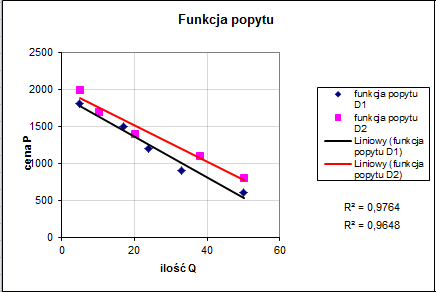 Funkcja popytu
2500
2000
1500
1000
500
0
cena P
0 20 40 60
ilość Q
funkcja popytu
D1
funkcja popytu
D2
Liniowy (funkcja
popytu D1)
Liniowy (funkcja
popytu D2)
R² = 0,9764
R² = 0,9648